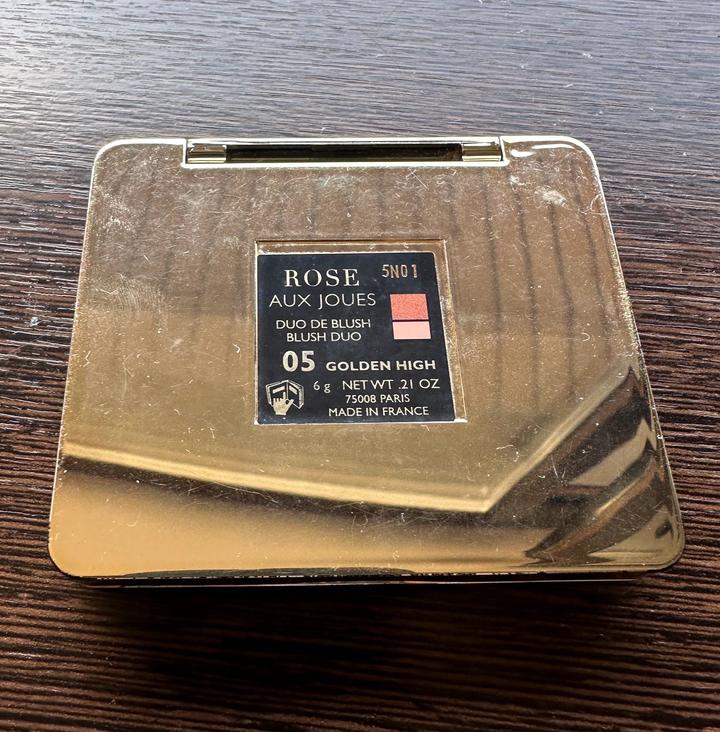 ROSE 5N01
AUX JOUES
DUO DE BLUSH
BLUSH DUO
05 GOLDEN HIGH
6 g NET WT .21 OZ
75008 PARIS
MADE IN FRANCE